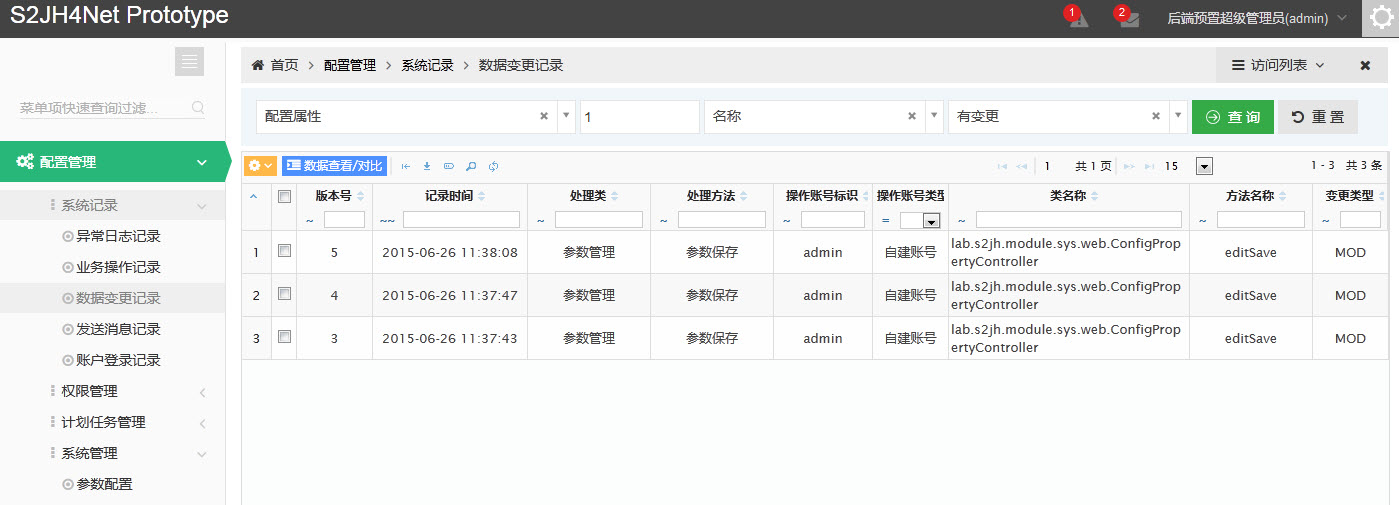 S2JH4Net Prototype
1
2
后端预置超级管理员(admin)
菜单项快速查询过滤...
配置管理
系统记录
异常日志记录
业务操作记录
数据变更记录
发送消息记录
账户登录记录
权限管理
计划任务管理
系统管理
参数配置
首页 > 配置管理 > 系统记录 > 数据变更记录
访问列表
配置属性 1 名称 有变更 查询 重置
数据查看/对比 1 共 1 页 15 1 - 3 共 3 条
版本号 记录时间 处理类 处理方法 操作账号标识 操作账号类型 类名称 方法名称 变更类型
~ ~~ ~ ~ ~ = ~ ~ ~
1 5 2015-06-26 11:38:08 参数管理 参数保存 admin 自建账号 lab.s2jh.module.sys.web.ConfigProp
ertyController editSave MOD
2 4 2015-06-26 11:37:47 参数管理 参数保存 admin 自建账号 lab.s2jh.module.sys.web.ConfigProp
ertyController editSave MOD
3 3 2015-06-26 11:37:43 参数管理 参数保存 admin 自建账号 lab.s2jh.module.sys.web.ConfigProp
ertyController editSave MOD